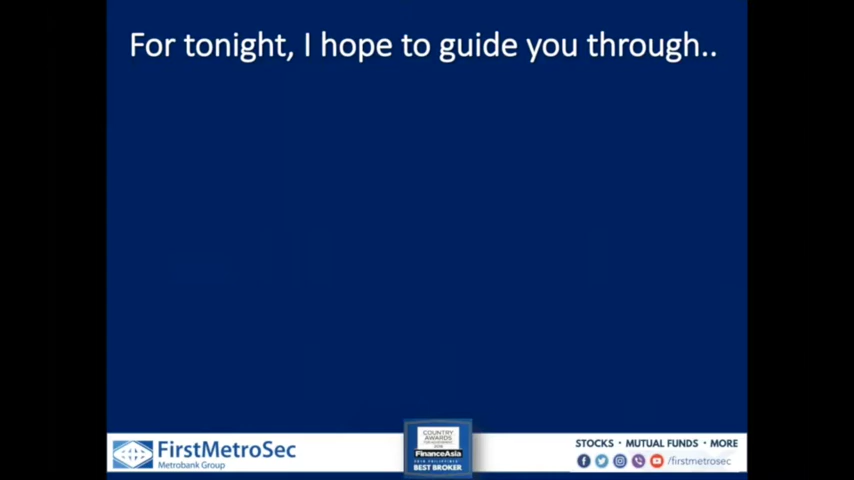 For tonight, I hope to guide you through..
FirstMetroSec
Metrobank Group
COUNTRY
AWARDS
FinanceAsia
BEST BROKER
STOCKS • MUTUAL FUNDS • MORE
/firstmetrosec